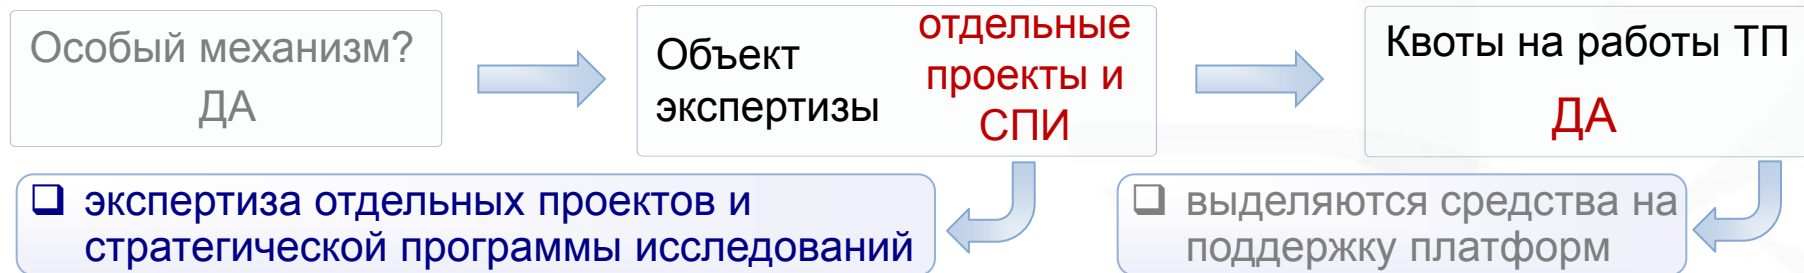 Особый механизм?
ДА
Объект
экспертизы
отдельные
проекты и
СПИ
Квоты на работы ТП
ДА
экспертиза отдельных проектов и
стратегической программы исследований
выделяются средства на
поддержку платформ